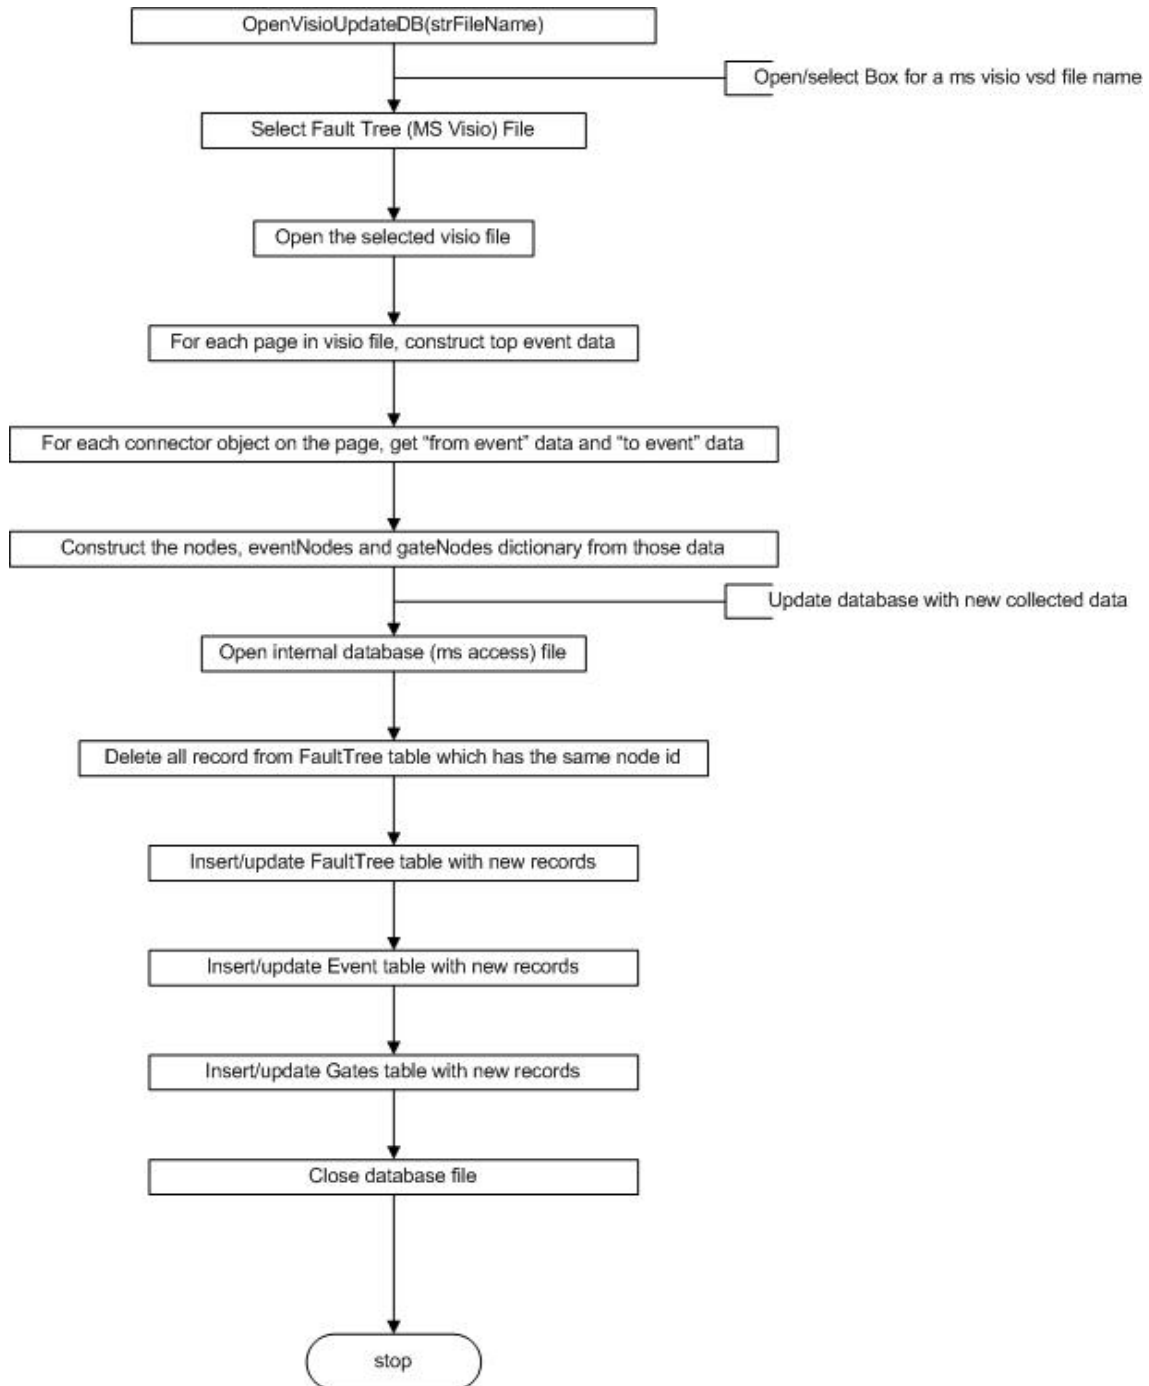 OpenVisioUpdateDB(strFileName)
Open/select Box for a ms visio vsd file name
Select Fault Tree (MS Visio) File
Open the selected visio file
For each page in visio file, construct top event data
For each connector object on the page, get “from event” data and “to event” data
Construct the nodes, eventNodes and gateNodes dictionary from those data
Update database with new collected data
Open internal database (ms access) file
Delete all record from FaultTree table which has the same node id
Insert/update FaultTree table with new records
Insert/update Event table with new records
Insert/update Gates table with new records
Close database file
stop